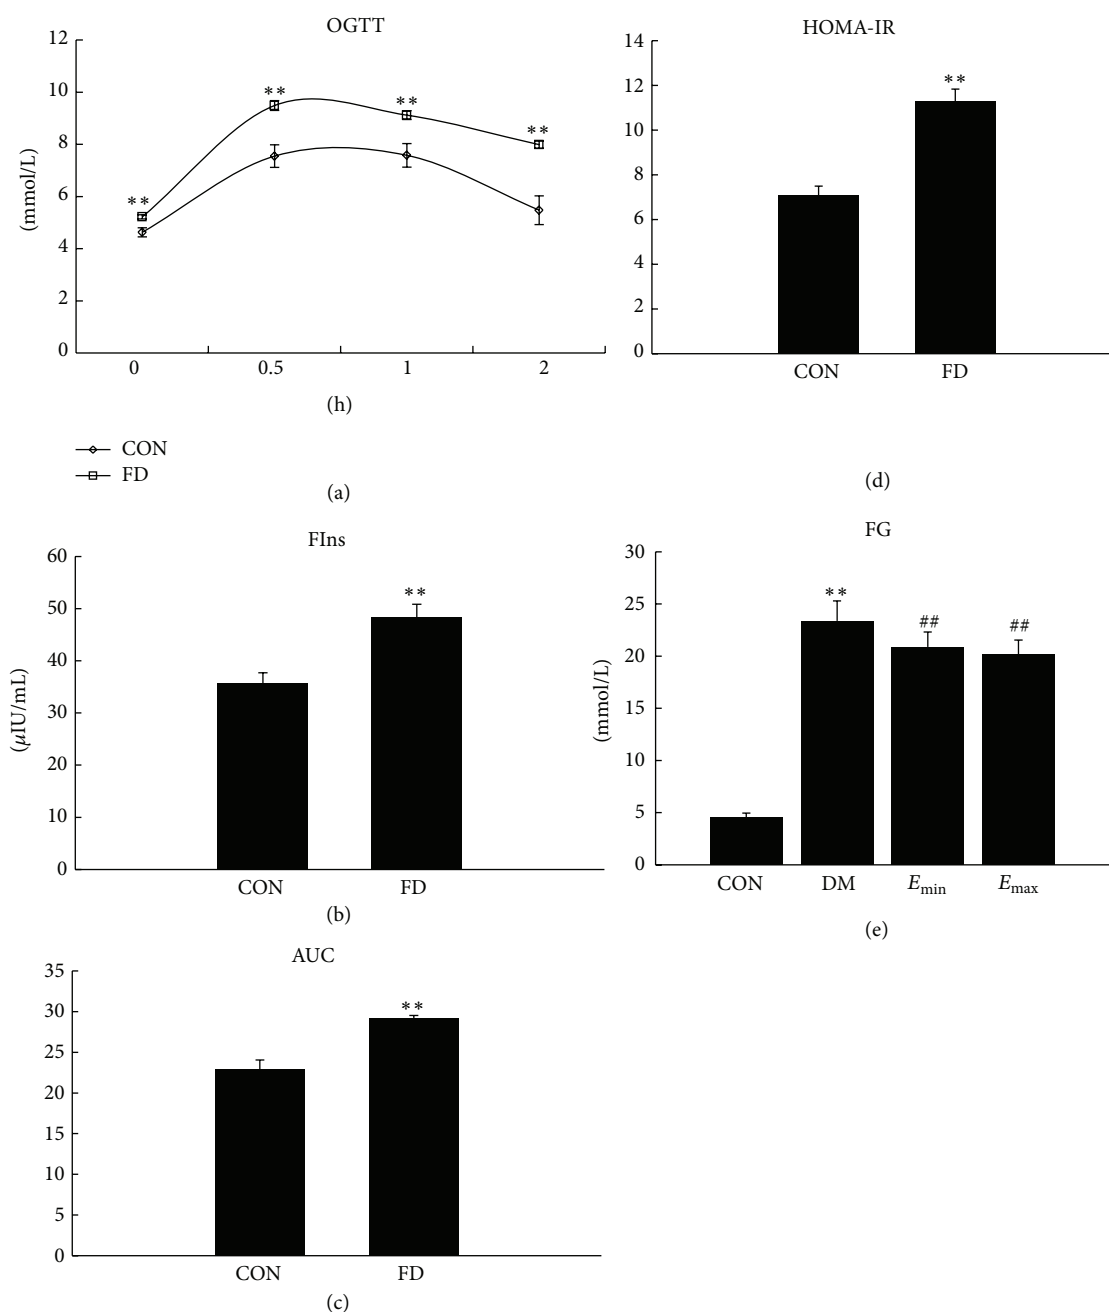 OGTT
(mmol/L)
12
10
8
6
4
2
0
**
**
**
**
0 0.5 1 2
(h)
CON
FD
(a)
HOMA-IR
14
12
10
8
6
4
2
0
**
CON FD
(d)
FIns
(μIU/mL)
60
50
40
30
20
10
0
**
CON FD
(b)
FG
(mmol/L)
30
25
20
15
10
5
0
**
##
##
CON DM Emin Emax
(e)
AUC
35
30
25
20
15
10
5
0
**
CON FD
(c)